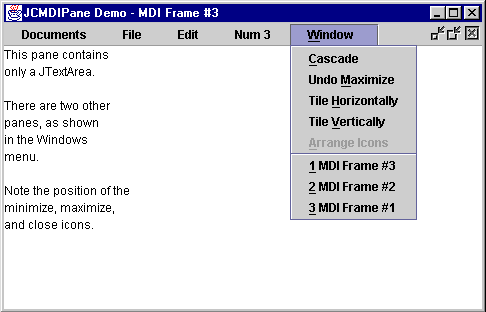 JCMDIPane Demo - MDI Frame #3
Documents File Edit Num 3 Window
This pane contains
only a JTextArea.
There are two other
panes, as shown
in the Windows
menu.
Note the position of the
minimize, maximize,
and close icons.
Cascade
Undo Maximize
Tile Horizontally
Tile Vertically
Arrange Icons
1 MDI Frame #3
2 MDI Frame #2
3 MDI Frame #1